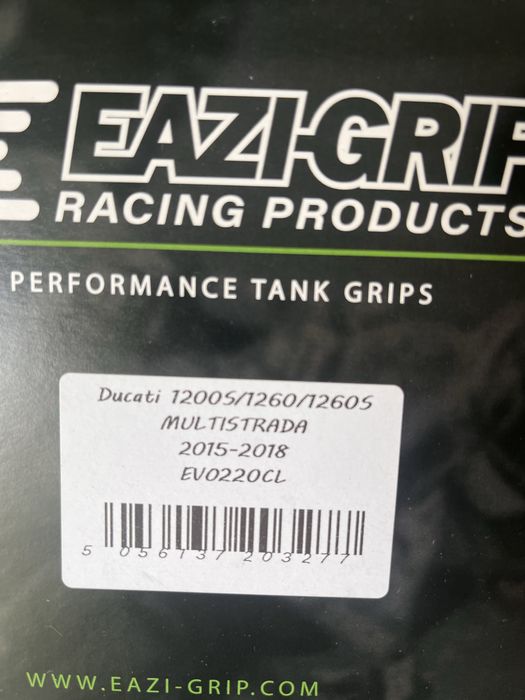 EAZI-GRIP
RACING PRODUCTS
PERFORMANCE TANK GRIPS
Ducati 1200S/1260/1260S
MULTISTRADA
2015-2018
EVO220CL
5 056137 203277
WWW.EAZI-GRIP.COM